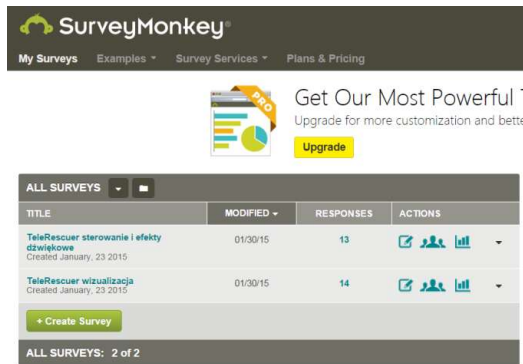 SurveyMonkey®
My Surveys Examples Survey Services Plans & Pricing
PRO
Get Our Most Powerful
Upgrade for more customization and bette
Upgrade
ALL SURVEYS
TITLE MODIFIED RESPONSES ACTIONS
TeleRescuer sterowanie i efekty
dźwiękowe
Created January, 23 2015
01/30/15 13
TeleRescuer wizualizacja
Created January, 23 2015
01/30/15 14
+ Create Survey
ALL SURVEYS: 2 of 2